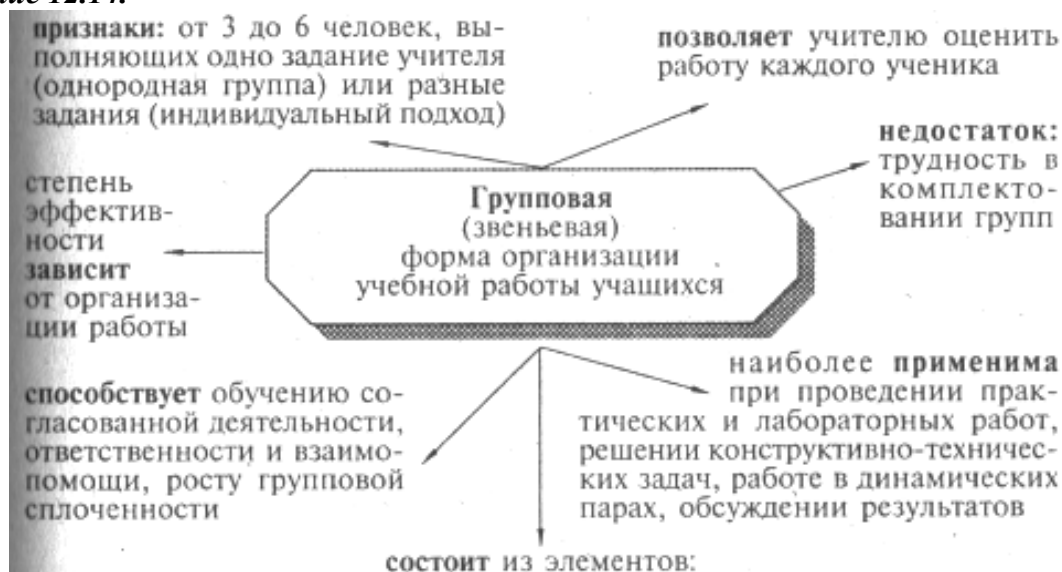 12.14.
признаки: от 3 до 6 человек, вы-
полняющих одно задание учителя
(однородная группа) или разные
задания (индивидуальный подход)
позволяет учителю оценить
работу каждого ученика
недостаток:
трудность в
комплекто-
вании групп
степень
эффектив-
ности
зависит
от организа-
ции работы
Групповая
(звеньевая)
форма организации
учебной работы учащихся
способствует обучению со-
гласованной деятельности,
ответственности и взаимо-
помощи, росту групповой
сплоченности
наиболее применима
при проведении прак-
тических и лабораторных работ,
решении конструктивно-техничес-
ких задач, работе в динамических
парах, обсуждении результатов
состоит из элементов: